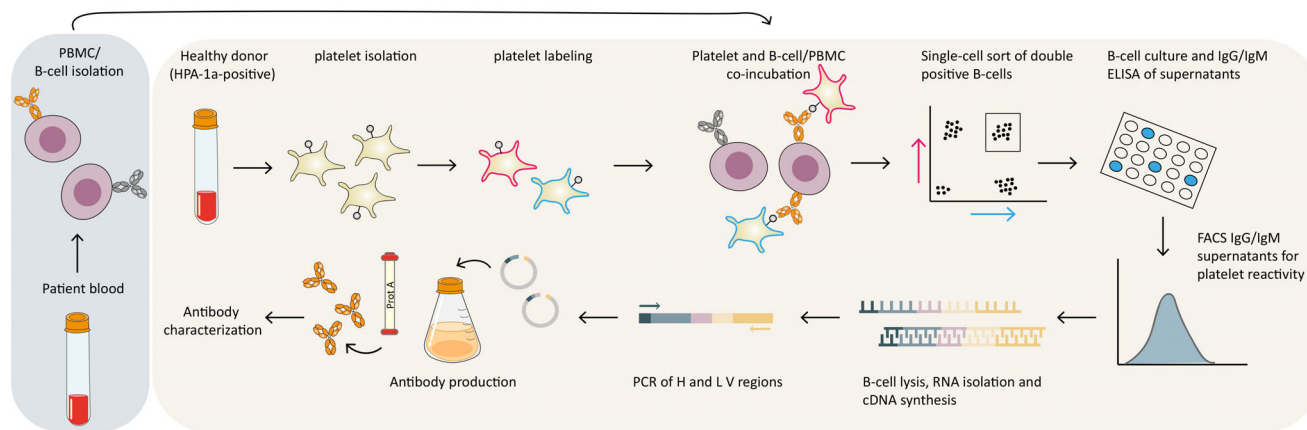 PBMC/
B-cell isolation
Patient blood
Healthy donor
(HPA-1a-positive)
platelet isolation
platelet labeling
Platelet and B-cell/PBMC
co-incubation
Single-cell sort of double
positive B-cells
B-cell culture and IgG/IgM
ELISA of supernatants
FACS IgG/IgM
supernatants for
platelet reactivity
B-cell lysis, RNA isolation and
cDNA synthesis
PCR of H and L V regions
Antibody production
Prot A
Antibody
characterization